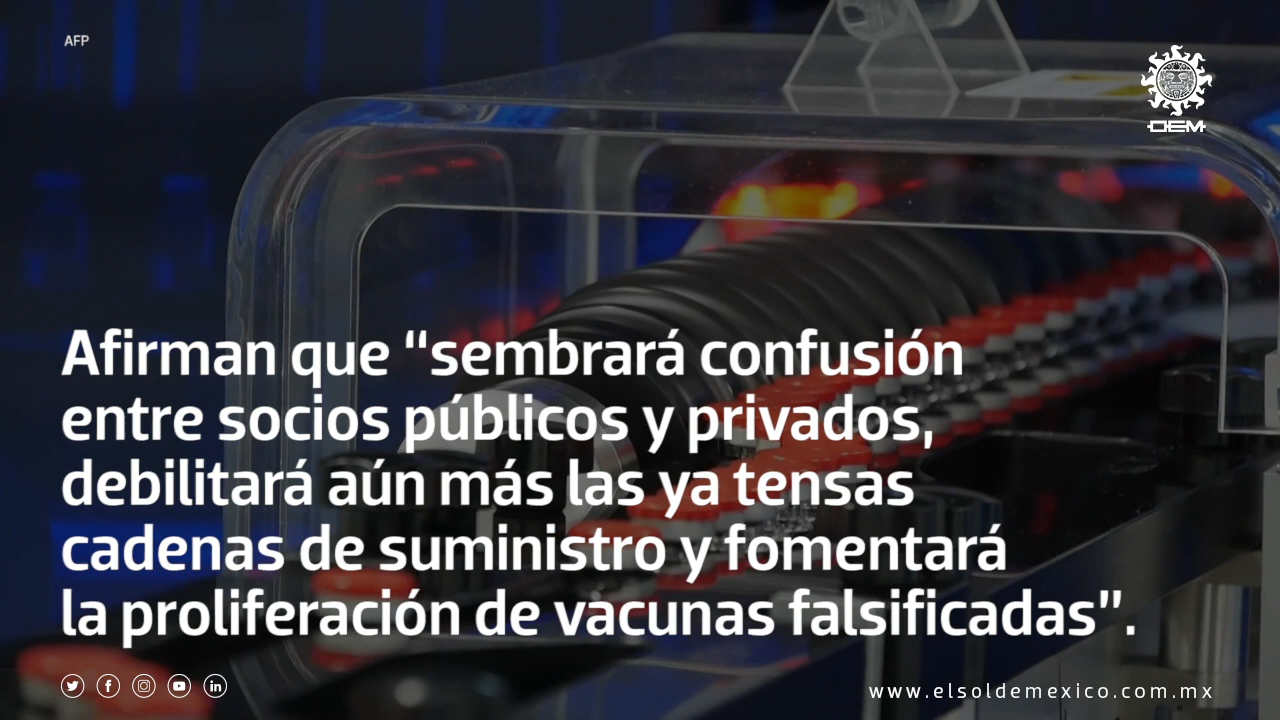 AFP
OEM
Afirman que “sembrará confusión
entre socios públicos y privados,
debilitará aún más las ya tensas
cadenas de suministro y fomentará
la proliferación de vacunas falsificadas”.
www.elsoldemexico.com.mx